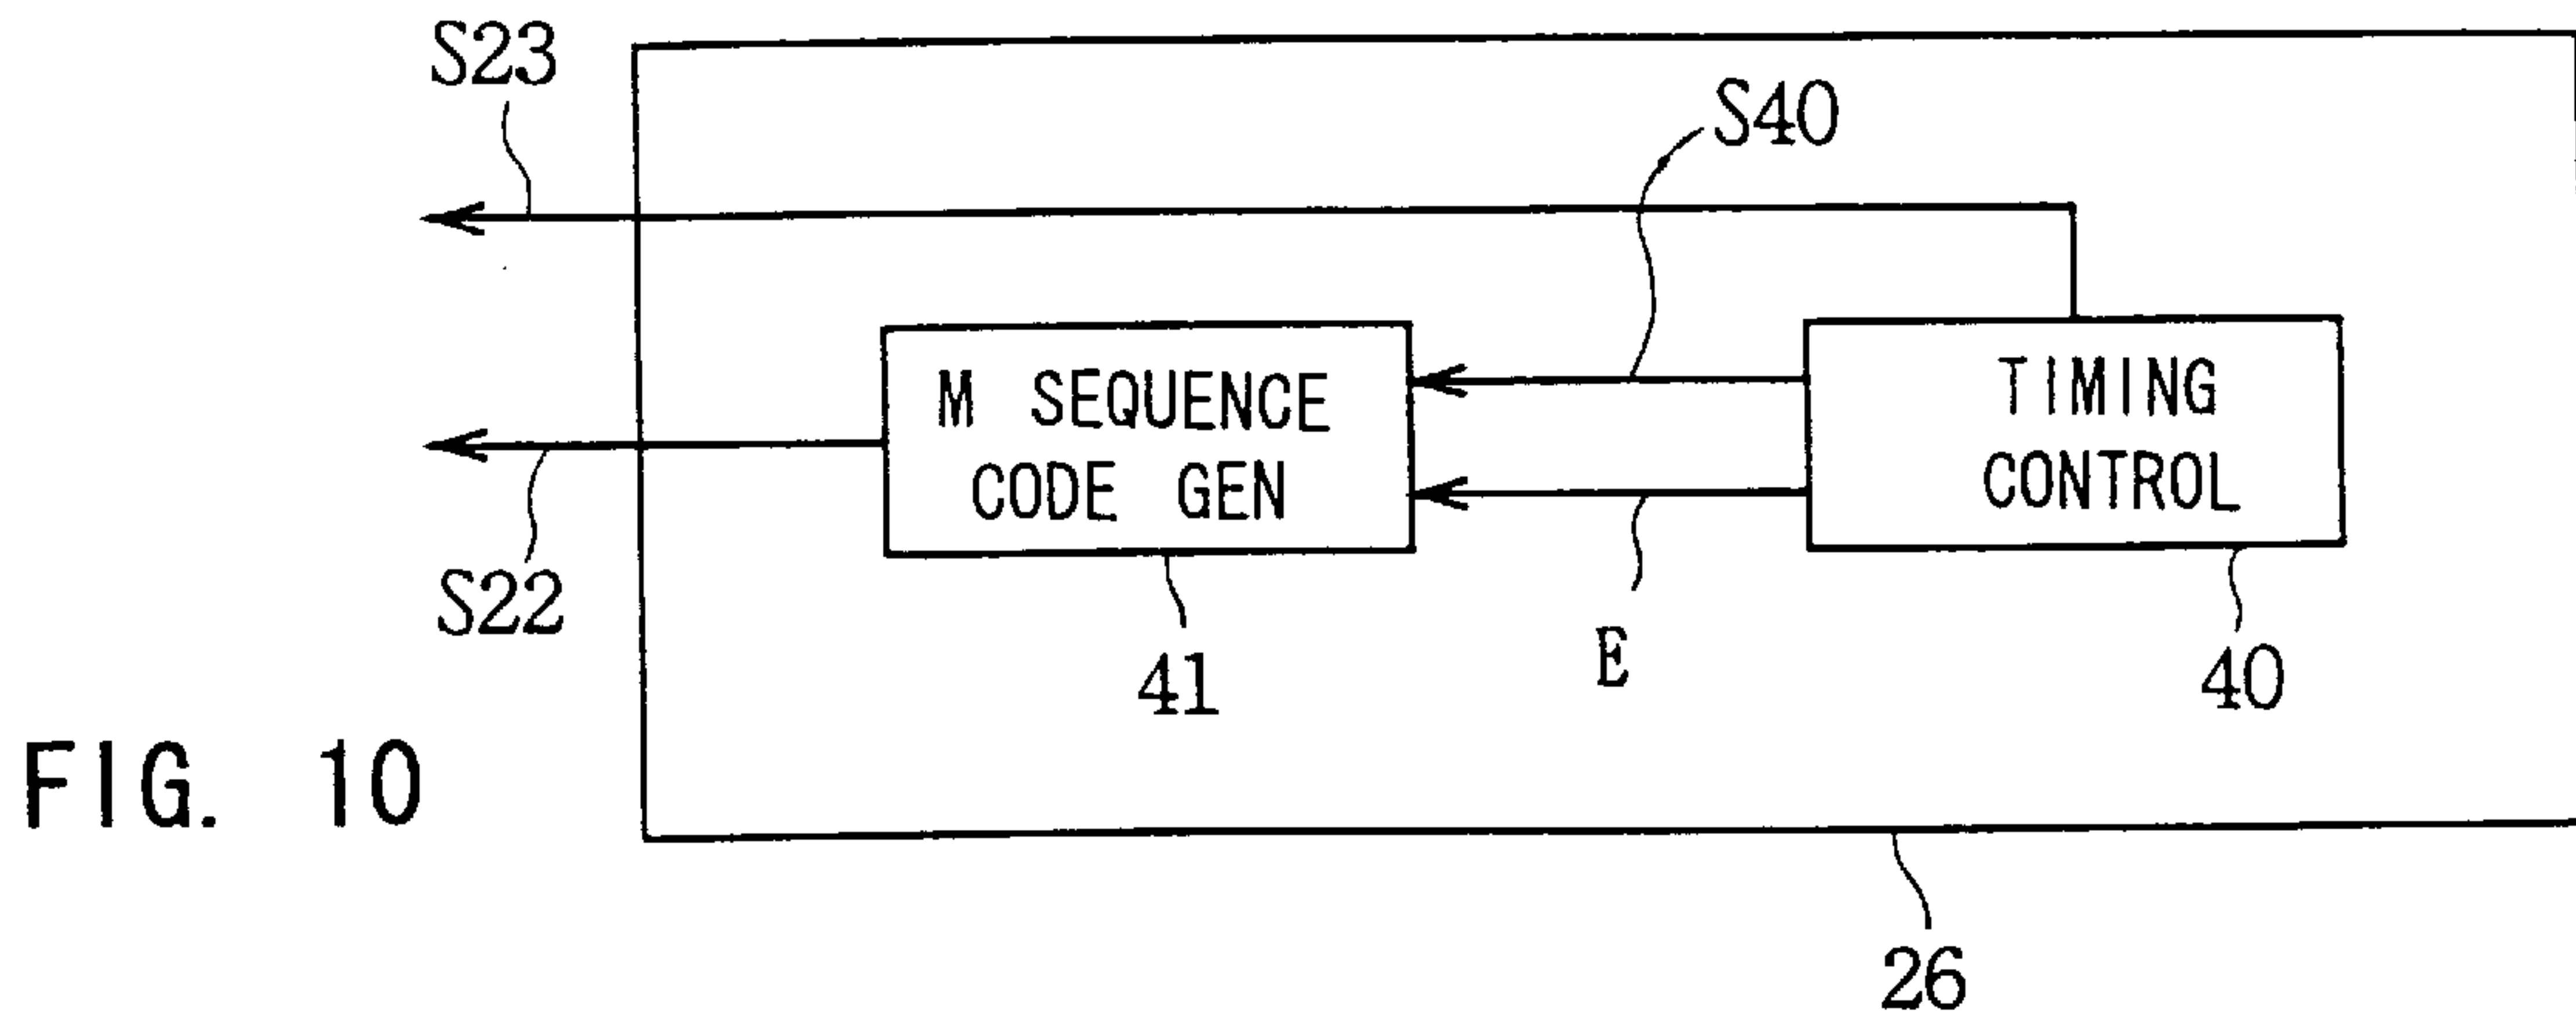 S23
S40
M SEQUENCE
CODE GEN
TIMING
CONTROL
S22
E
41
40
FIG. 10
26